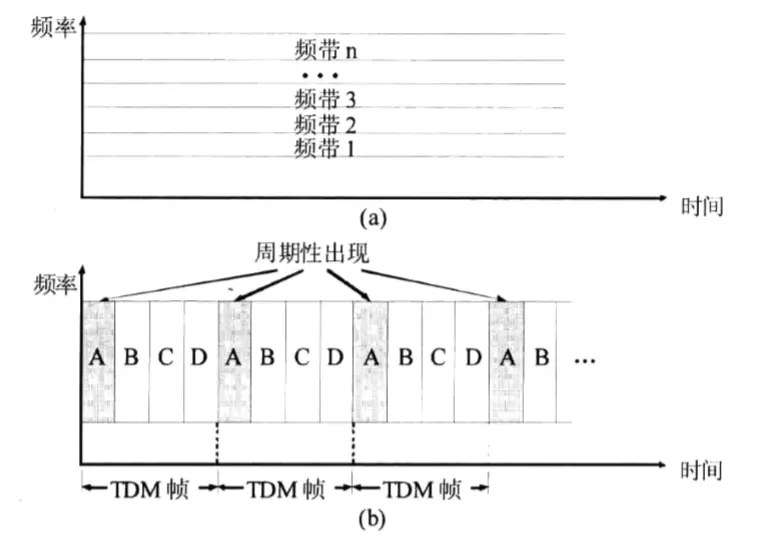 频率
频带 n
•••
频带 3
频带 2
频带 1
时间
(a)
周期性出现
频率
A B C D A B C D A B C D A B ...
时间
TDM 帧 TDM 帧 TDM 帧
(b)